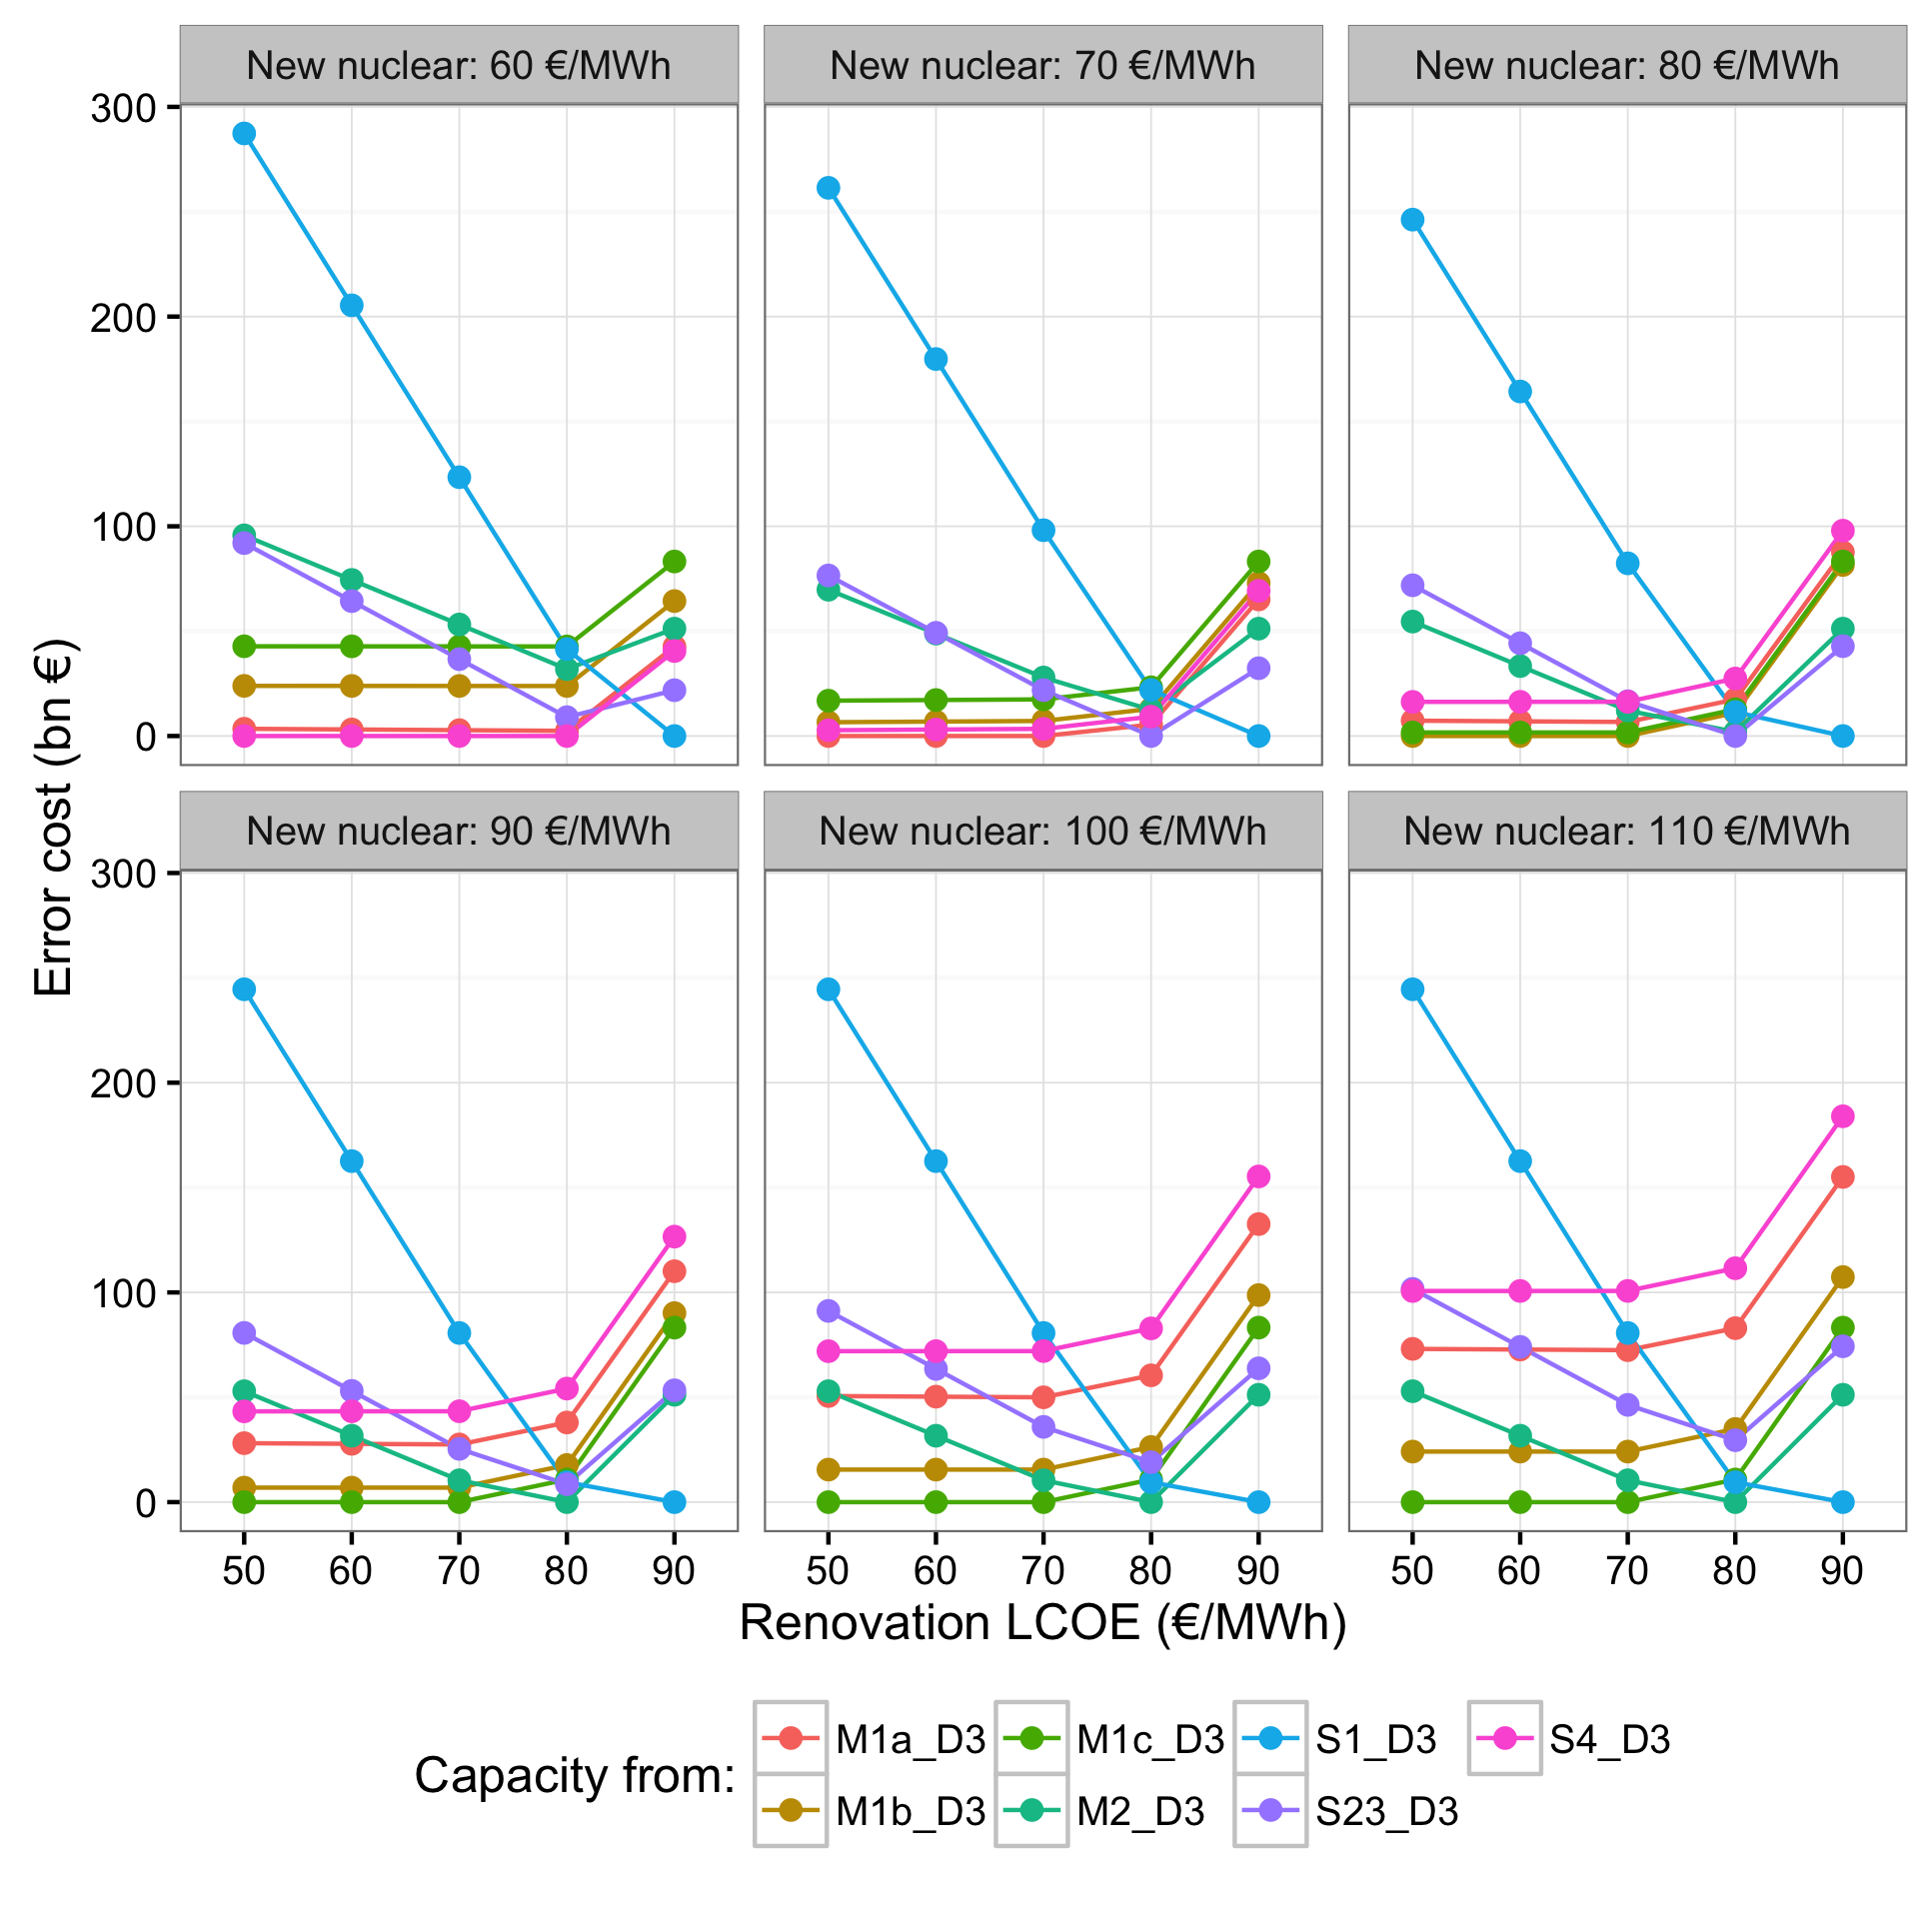 New nuclear: 60 €/MWh
New nuclear: 70 €/MWh
New nuclear: 80 €/MWh
300
200
100
0
New nuclear: 90 €/MWh
New nuclear: 100 €/MWh
New nuclear: 110 €/MWh
300
200
100
0
Error cost (bn €)
50 60 70 80 90
50 60 70 80 90
50 60 70 80 90
Renovation LCOE (€/MWh)
Capacity from:
M1a_D3 M1c_D3 S1_D3 S4_D3
M1b_D3 M2_D3 S23_D3